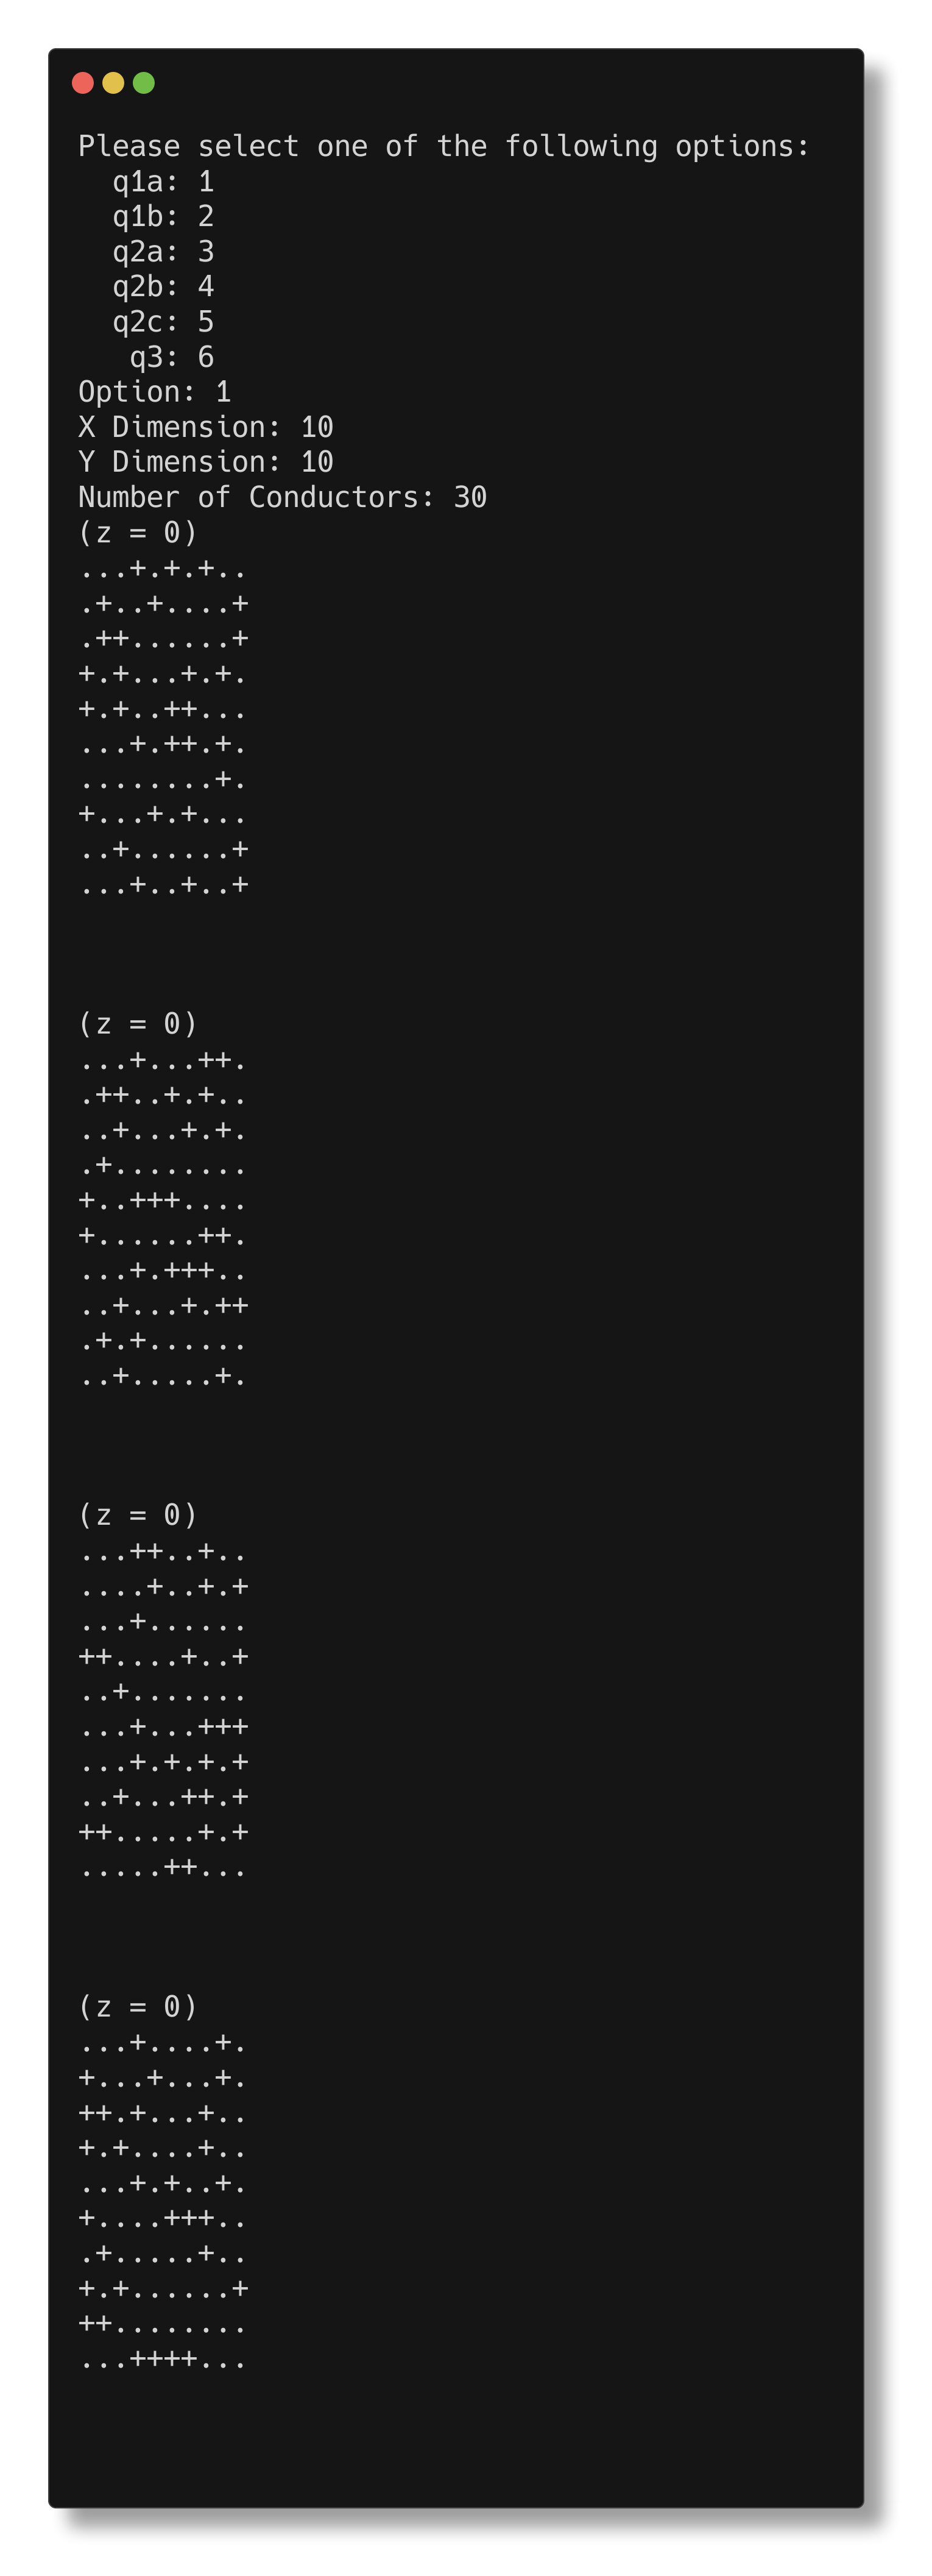 Please select one of the following options:
  q1a: 1
  q1b: 2
  q2a: 3
  q2b: 4
  q2c: 5
   q3: 6
Option: 1
X Dimension: 10
Y Dimension: 10
Number of Conductors: 30
(z = 0)
...+.+.+..
.+..+....+
.++......+
+.+...+.+.
+.+..++...
...+.++.+.
........+.
+...+.+...
..+......+
...+..+..+
(z = 0)
...+...++.
.++..+.+..
..+...+.+.
.+........
+..+++....
+......++.
...+.+++..
..+...+.++
.+.+......
..+.....+.
(z = 0)
...++..+..
....+..+.+
...+......
++....+..+
..+.......
...+...+++
...+.+.+.+
..+...++.+
++.....+.+
.....++...
(z = 0)
...+....+.
+...+...+.
++.+...+..
+.+....+..
...+.+..+.
+....+++..
.+.....+..
+.+......+
++........
...++++...